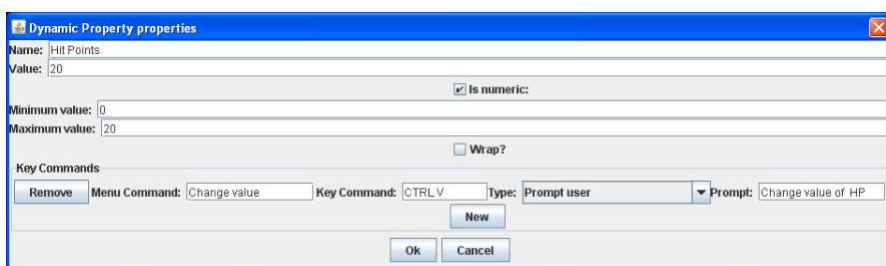 Dynamic Property properties
Name: Hit Points
Value: 20
Is numeric:
Minimum value: 0
Maximum value: 20
Wrap?
Key Commands
Remove Menu Command: Change value Key Command: CTRL V Type: Prompt user Prompt: Change value of HP
New
Ok Cancel